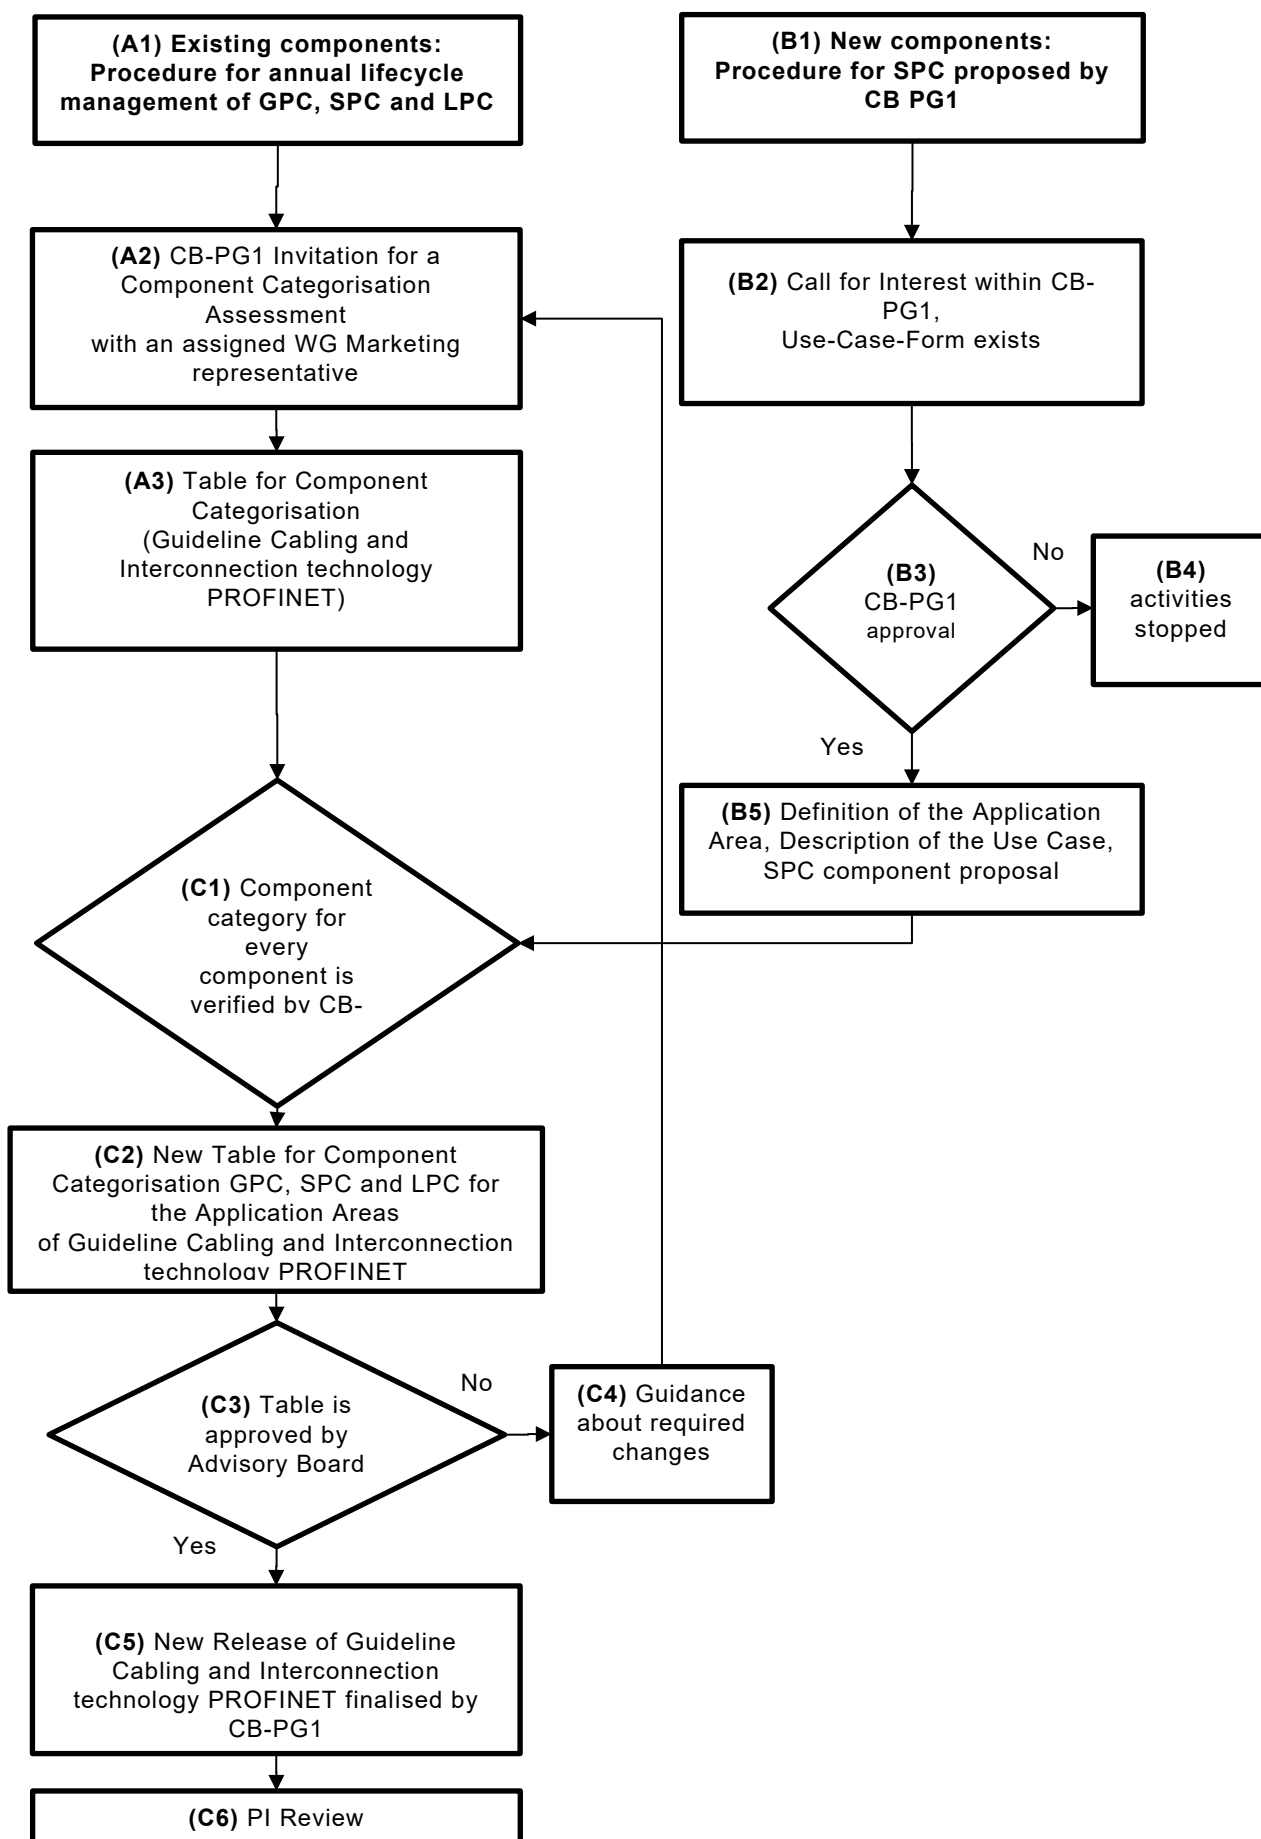 (A1) Existing components:
Procedure for annual lifecycle
management of GPC, SPC and LPC
(B1) New components:
Procedure for SPC proposed by
CB PG1
(A2) CB-PG1 Invitation for a
Component Categorisation
Assessment
with an assigned WG Marketing
representative
(B2) Call for Interest within CB-
PG1,
Use-Case-Form exists
(A3) Table for Component
Categorisation
(Guideline Cabling and
Interconnection technology
PROFINET)
(B3)
CB-PG1
approval
No
(B4)
activities
stopped
Yes
(B5) Definition of the Application
Area, Description of the Use Case,
SPC component proposal
(C1) Component
category for
every
component is
verified by CB-
(C2) New Table for Component
Categorisation GPC, SPC and LPC for
the Application Areas
of Guideline Cabling and Interconnection
technology PROFINET
(C3) Table is
approved by
Advisory Board
No
(C4) Guidance
about required
changes
Yes
(C5) New Release of Guideline
Cabling and Interconnection
technology PROFINET finalised by
CB-PG1
(C6) PI Review